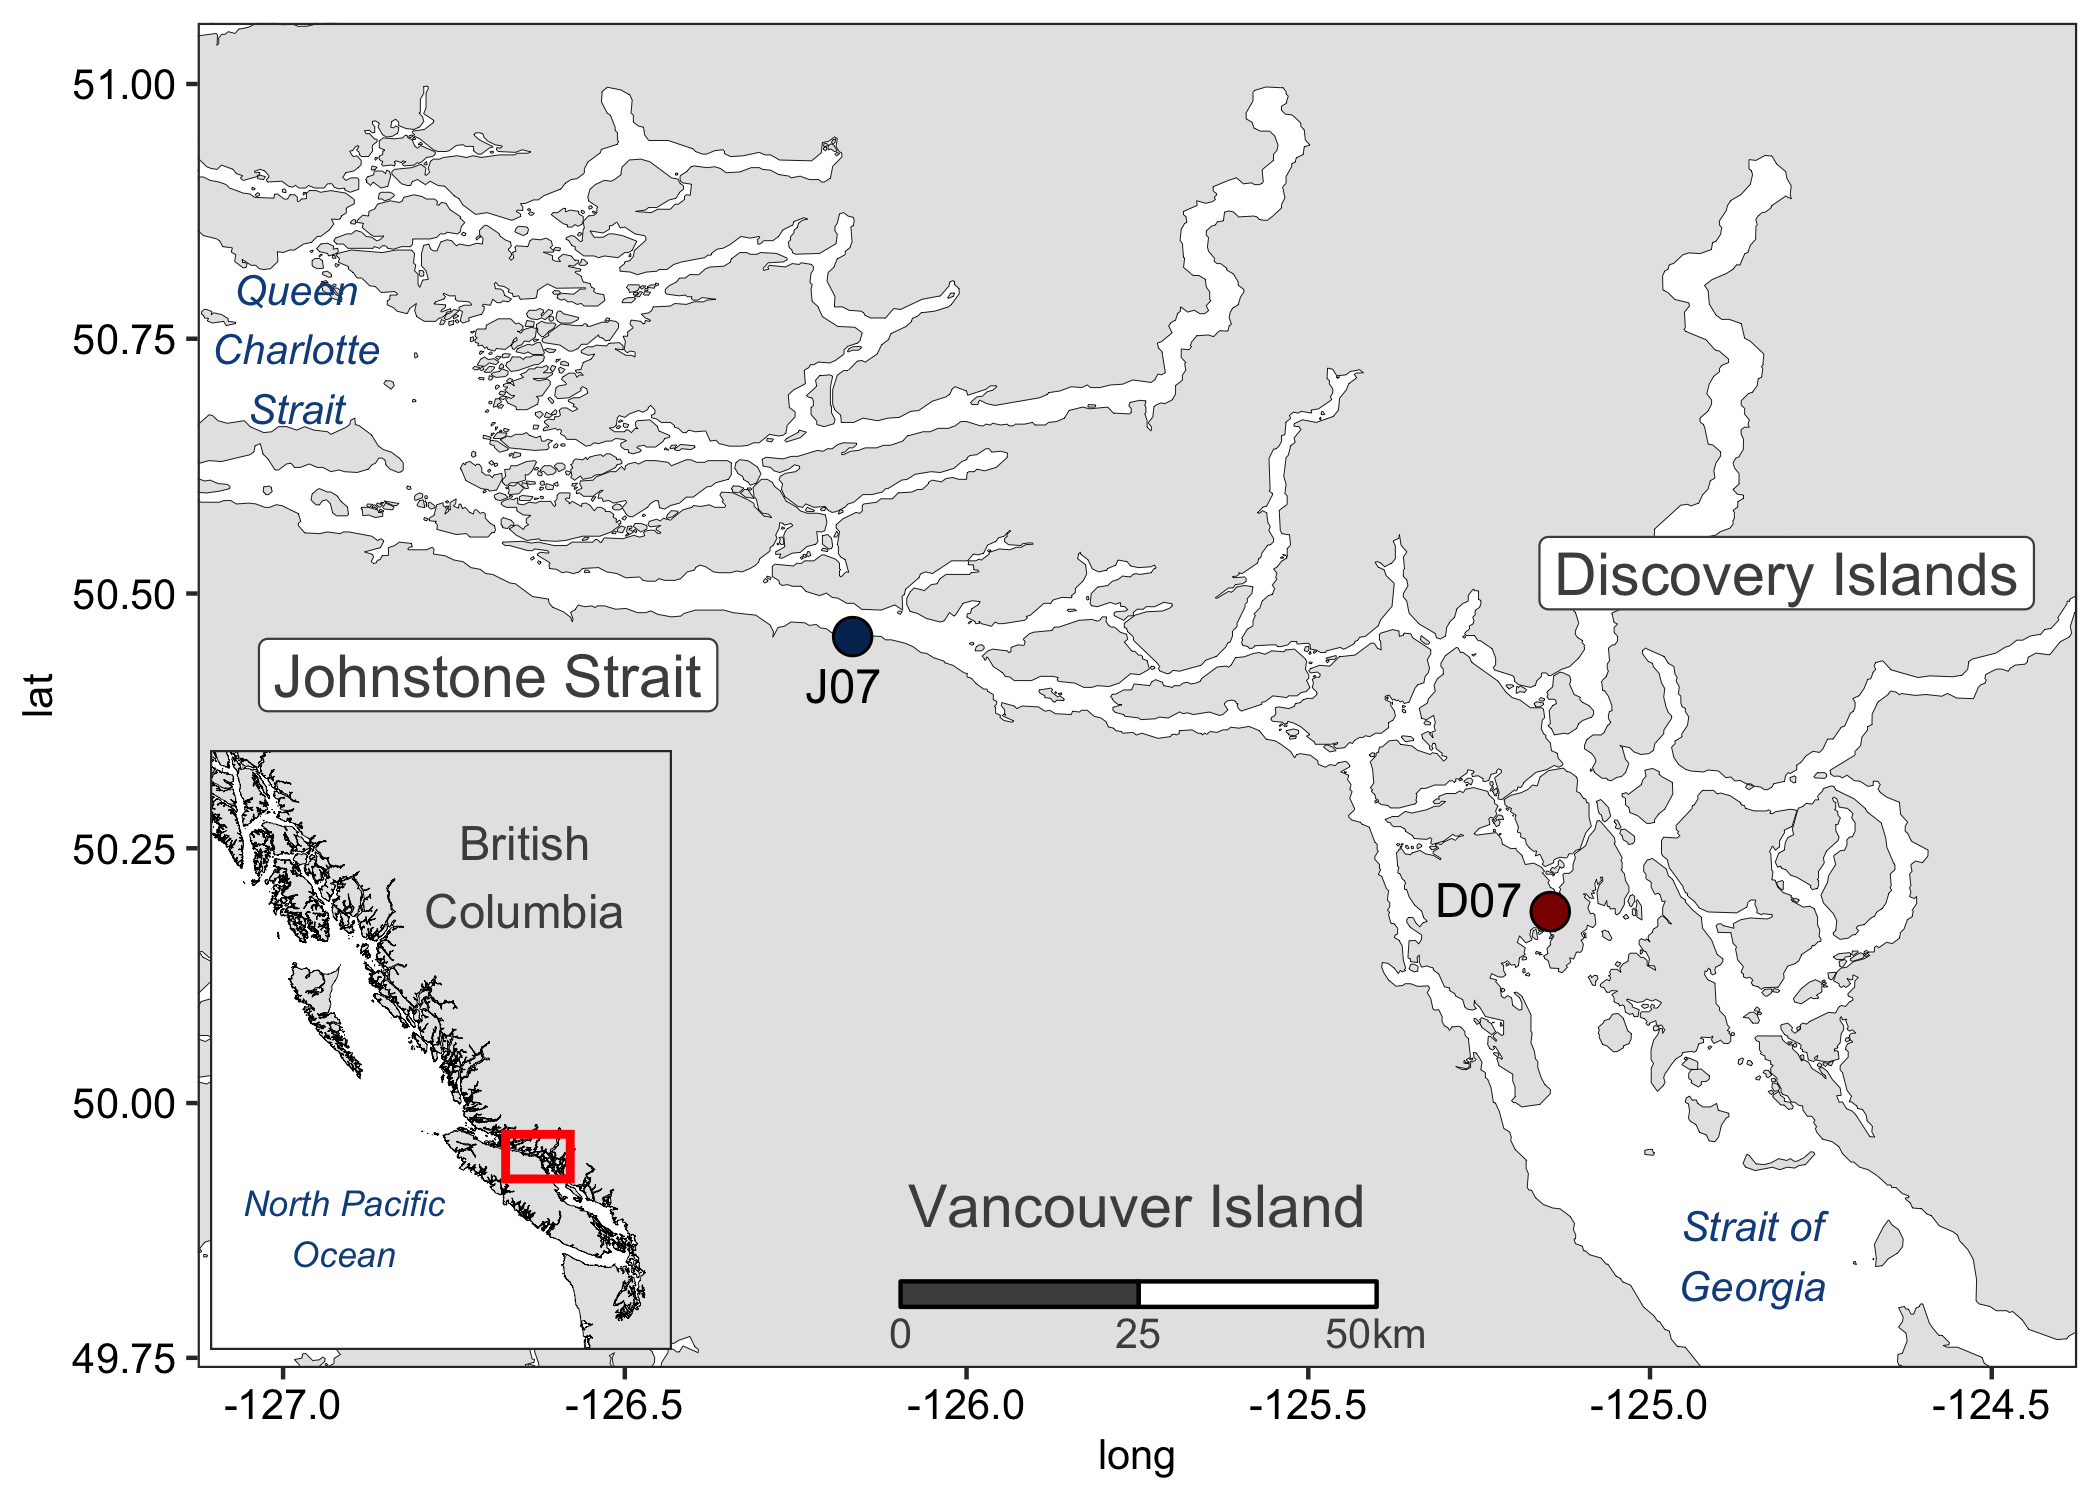 51.00
50.75
50.50
50.25
50.00
49.75
lat
Queen
Charlotte
Strait
Discovery Islands
Johnstone Strait
J07
British
Columbia
D07
North Pacific
Ocean
Vancouver Island
Strait of
Georgia
0 25 50km
-127.0 -126.5 -126.0 -125.5 -125.0 -124.5
long